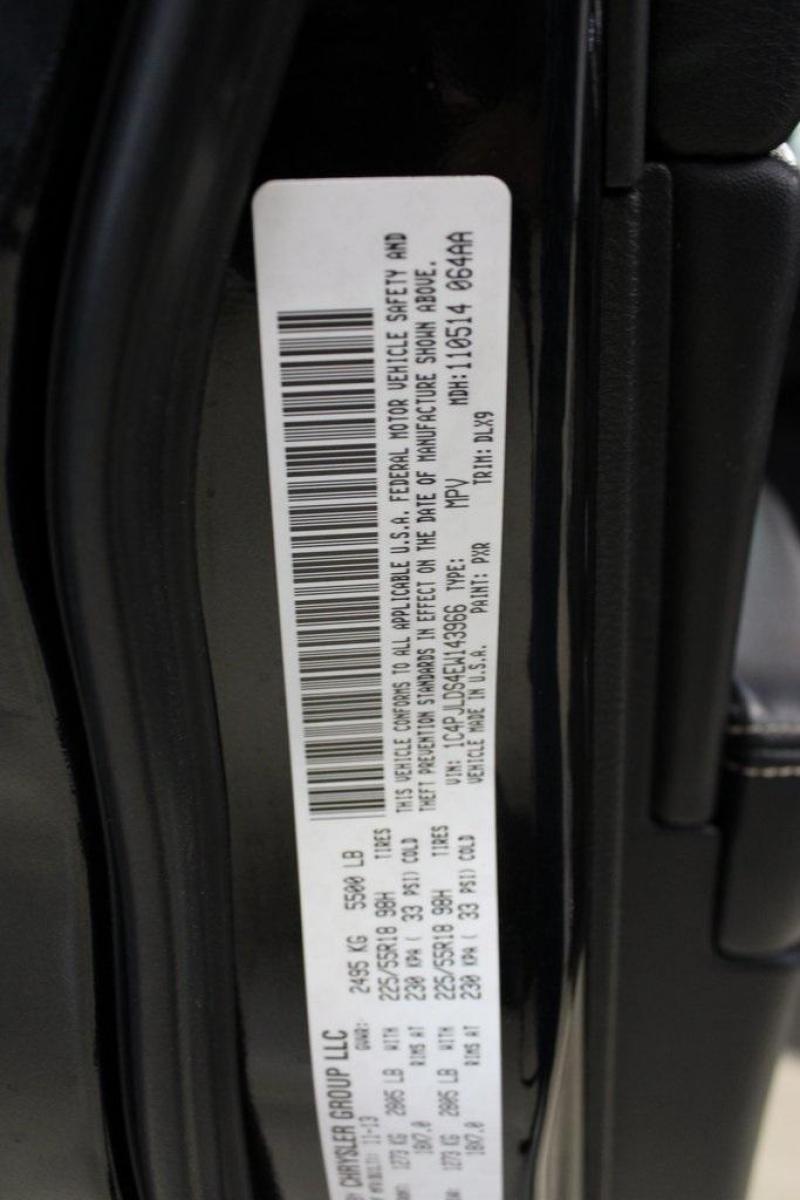 CHRYSLER GROUP LLC
11-13 GVWR: 2495 KG 5500 LB
1273 KG 2805 LB WITH 225/55R18 98H TIRES
18X7.0 RIMS AT 230 KPA ( 33 PSI) COLD
1273 KG 2805 LB WITH 225/55R18 98H TIRES
18X7.0 RIMS AT 230 KPA ( 33 PSI) COLD
THIS VEHICLE CONFORMS TO ALL APPLICABLE U.S.A. FEDERAL MOTOR VEHICLE SAFETY AND
THEFT PREVENTION STANDARDS IN EFFECT ON THE DATE OF MANUFACTURE SHOWN ABOVE.
VIN: 1C4PJLDS4EW143966 TYPE: MPV MDH:110514 064AA
VEHICLE MADE IN U.S.A. PAINT: PXR TRIM: DLX9